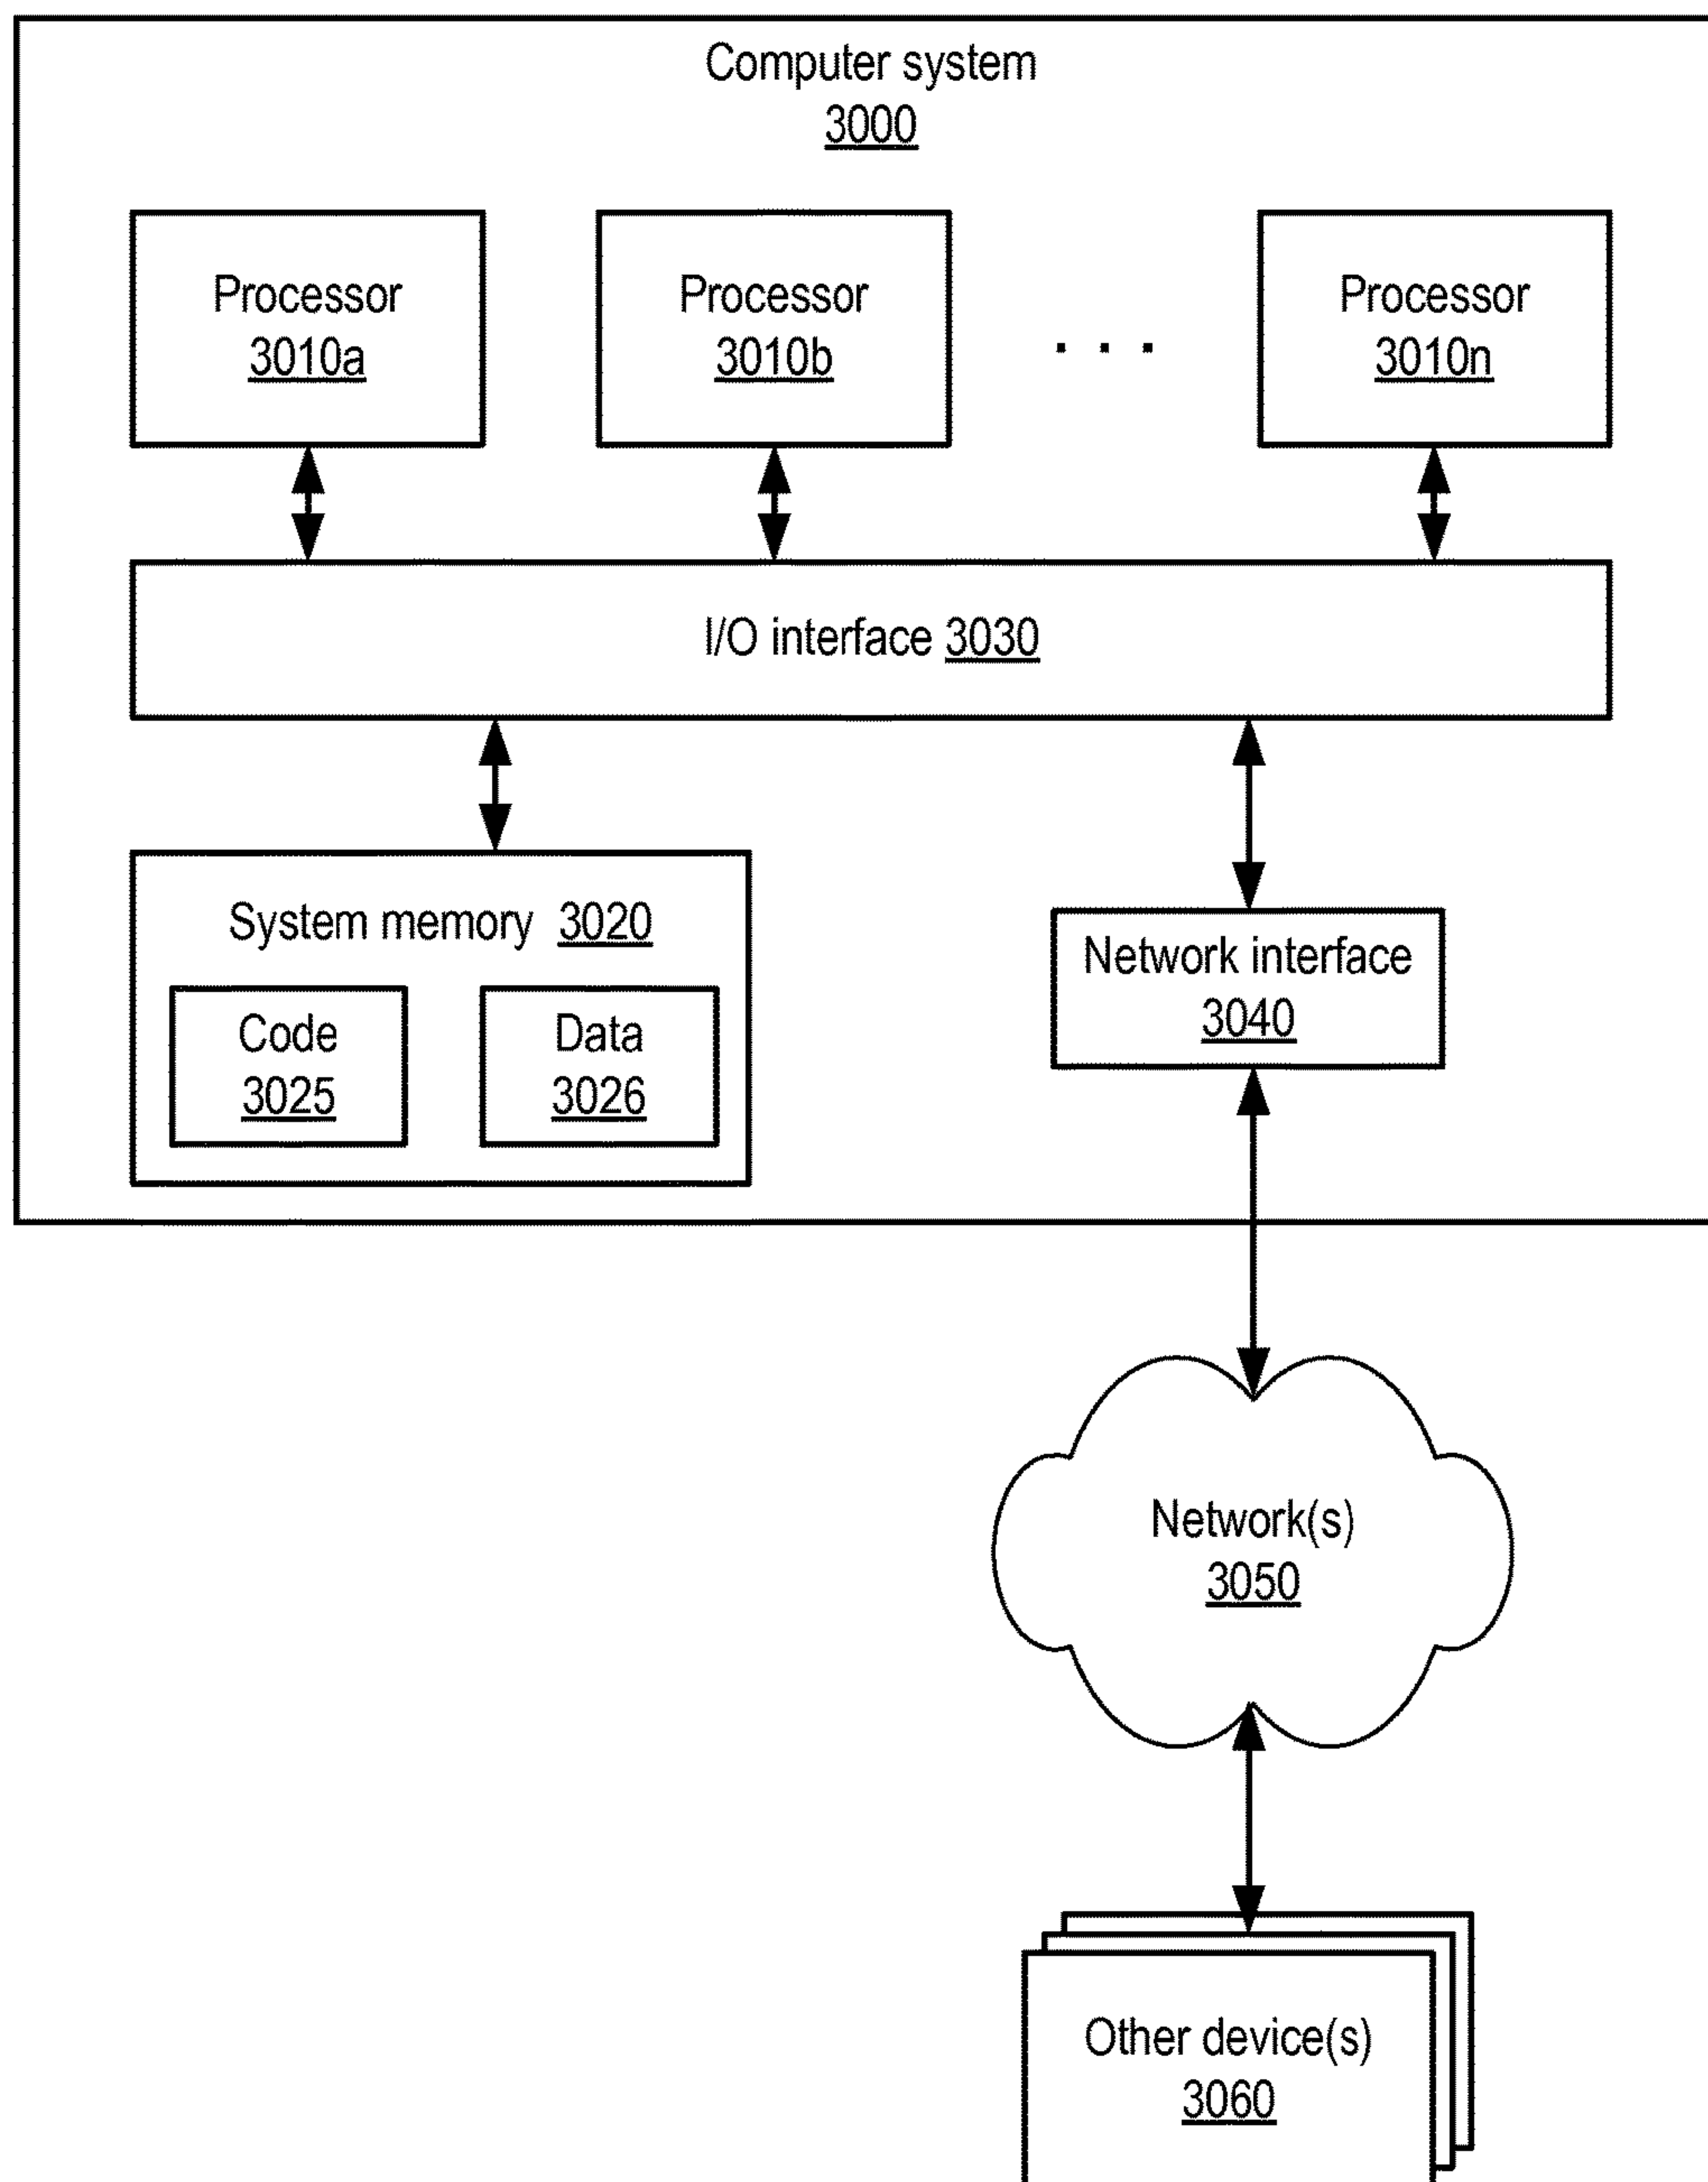 Computer system
3000
Processor
3010a
Processor
3010b
. . .
Processor
3010n
I/O interface 3030
System memory 3020
Code
3025
Data
3026
Network interface
3040
Network(s)
3050
Other device(s)
3060